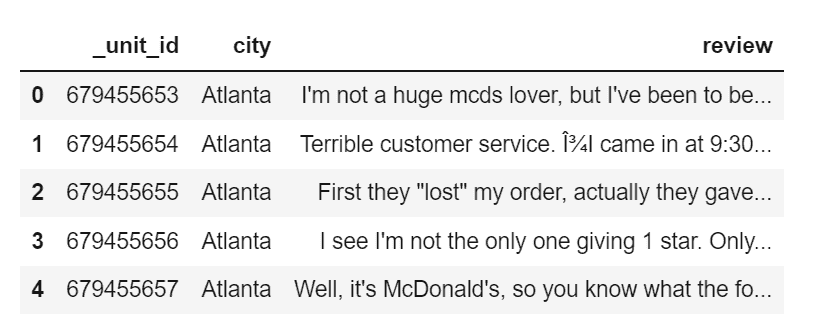 _unit_id city review
0 679455653 Atlanta I'm not a huge mcds lover, but I've been to be...
1 679455654 Atlanta Terrible customer service. Î¾I came in at 9:30...
2 679455655 Atlanta First they "lost" my order, actually they gave...
3 679455656 Atlanta I see I'm not the only one giving 1 star. Only...
4 679455657 Atlanta Well, it's McDonald's, so you know what the fo...